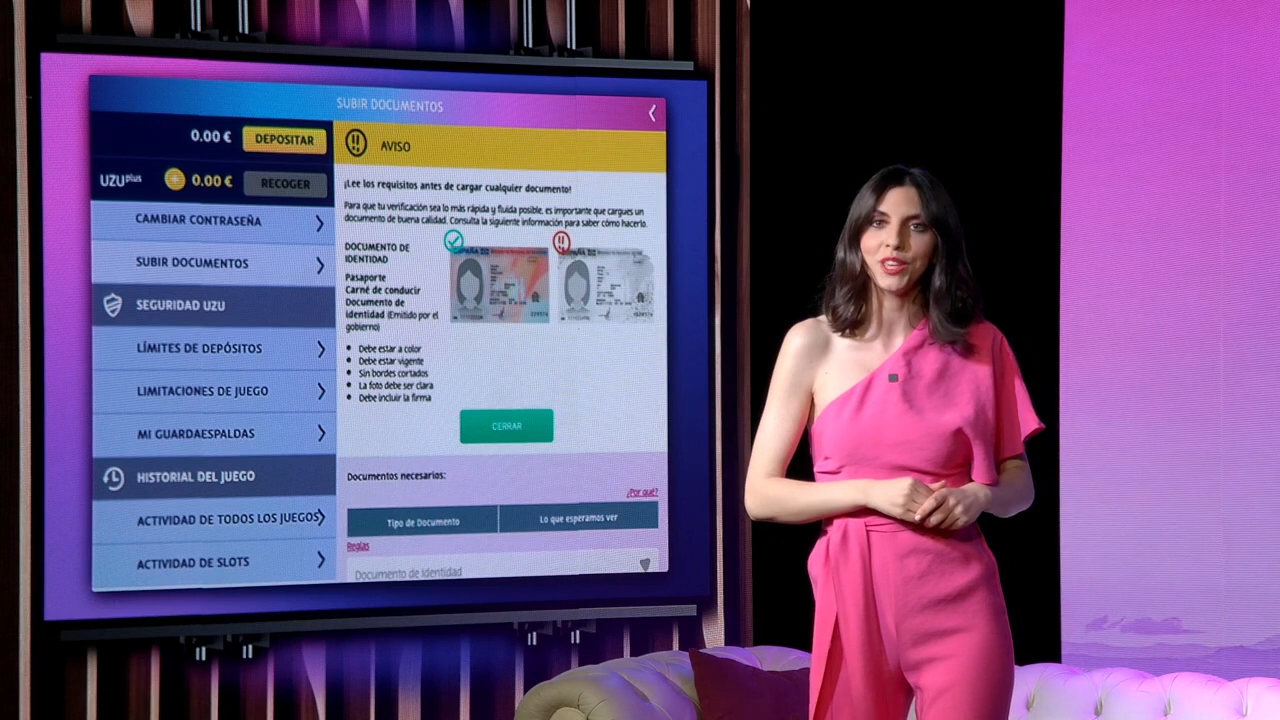 SUBIR DOCUMENTOS
0.00 €
DEPOSITAR
UZUplus
0.00 €
RECOGER
CAMBIAR CONTRASEÑA
SUBIR DOCUMENTOS
SEGURIDAD UZU
LÍMITES DE DEPÓSITOS
LIMITACIONES DE JUEGO
MI GUARDAESPALDAS
HISTORIAL DEL JUEGO
ACTIVIDAD DE TODOS LOS JUEGOS
ACTIVIDAD DE SLOTS
AVISO
¡Lee los requisitos antes de cargar cualquier documento!
Para que tu verificación sea lo más rápida y fluida posible, es importante que cargues un
documento de buena calidad. Consulta la siguiente información para saber cómo hacerlo.
DOCUMENTO DE
IDENTIDAD
Pasaporte
Carné de conducir
Documento de
identidad (Emitido por el
gobierno)
Debe estar a color
Debe estar vigente
Sin bordes cortados
La foto debe ser clara
Debe incluir la firma
CERRAR
Documentos necesarios:
¿Por qué?
Tipo de Documento
Lo que esperamos ver
Reglas
Documento de Identidad